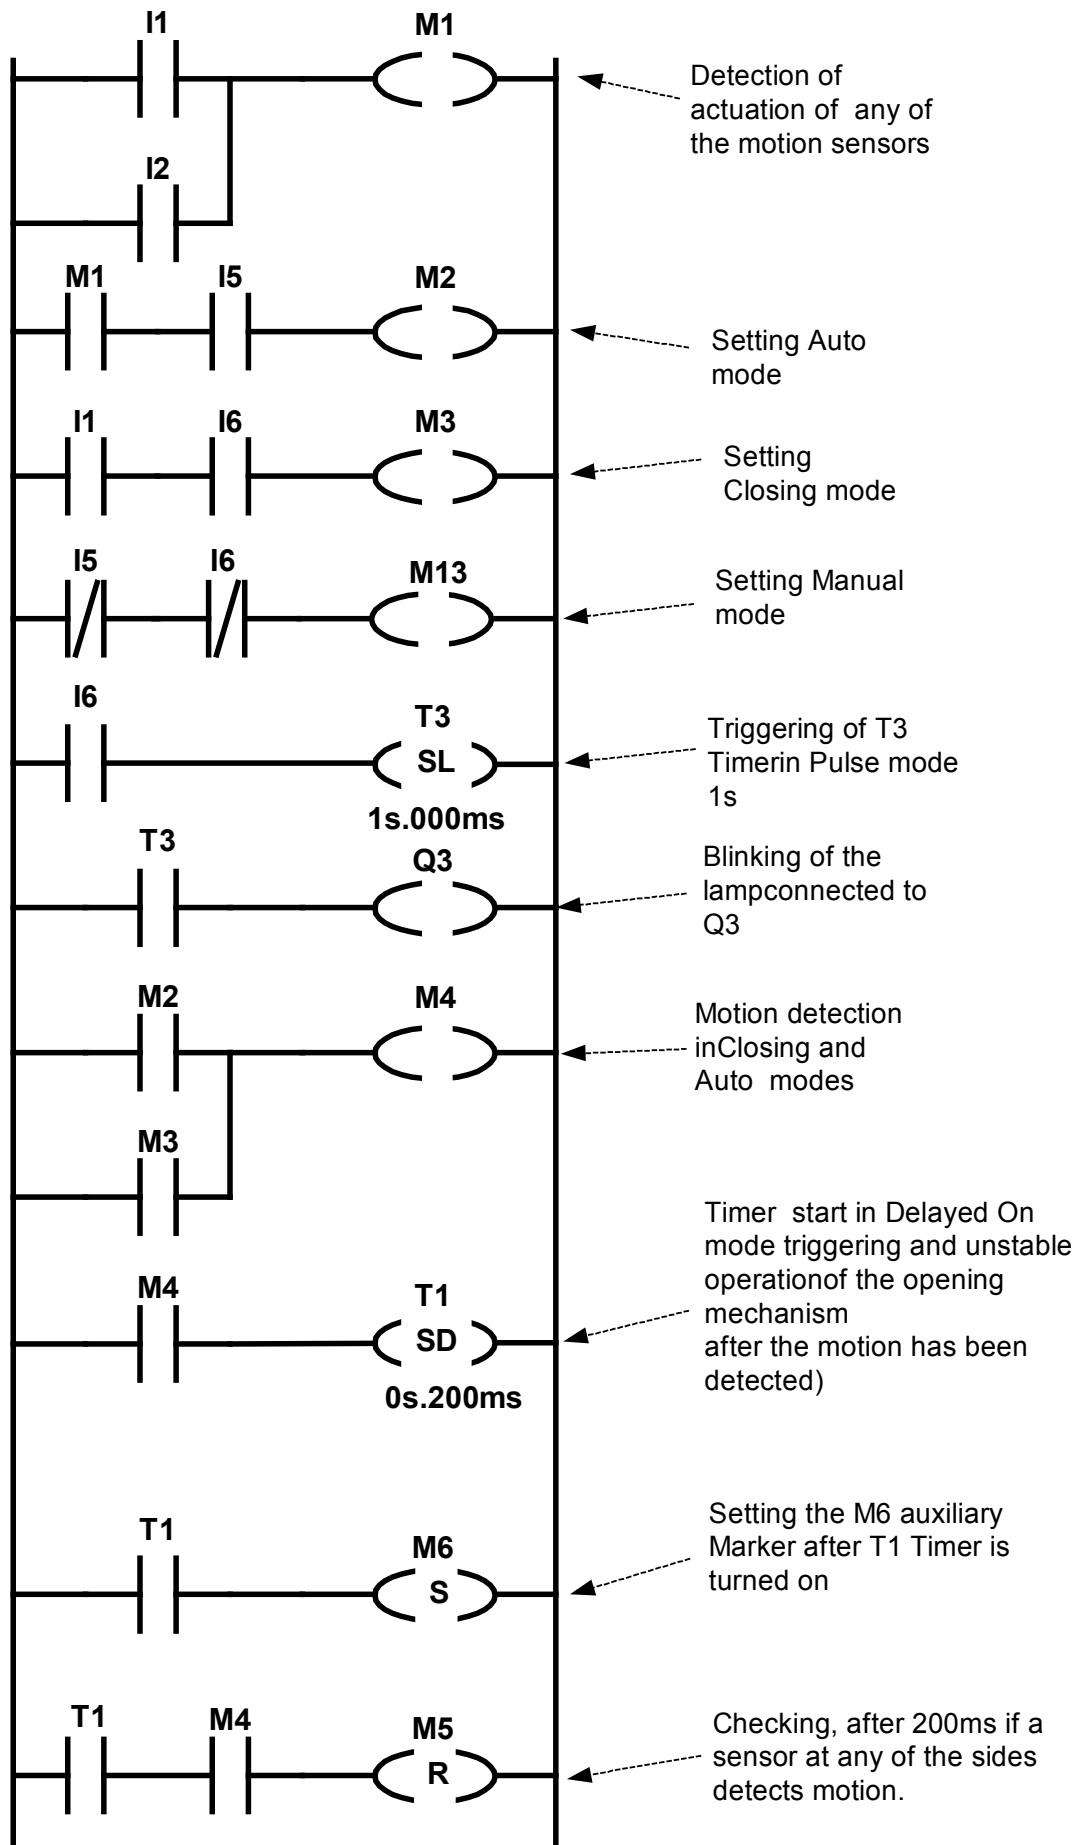 I1 M1
Detection of
actuation of any of
the motion sensors
I2
M1 I5 M2
Setting Auto
mode
I1 I6 M3
Setting
Closing mode
I5 I6 M13
Setting Manual
mode
I6 T3
SL
1s.000ms
Triggering of T3
Timerin Pulse mode
1s
T3 Q3
Blinking of the
lampconnected to
Q3
M2 M4
Motion detection
inClosing and
Auto modes
M3
M4 T1
SD
0s.200ms
Timer start in Delayed On
mode triggering and unstable
operationof the opening
mechanism
after the motion has been
detected)
T1 M6
S
Setting the M6 auxiliary
Marker after T1 Timer is
turned on
T1 M4 M5
R
Checking, after 200ms if a
sensor at any of the sides
detects motion.